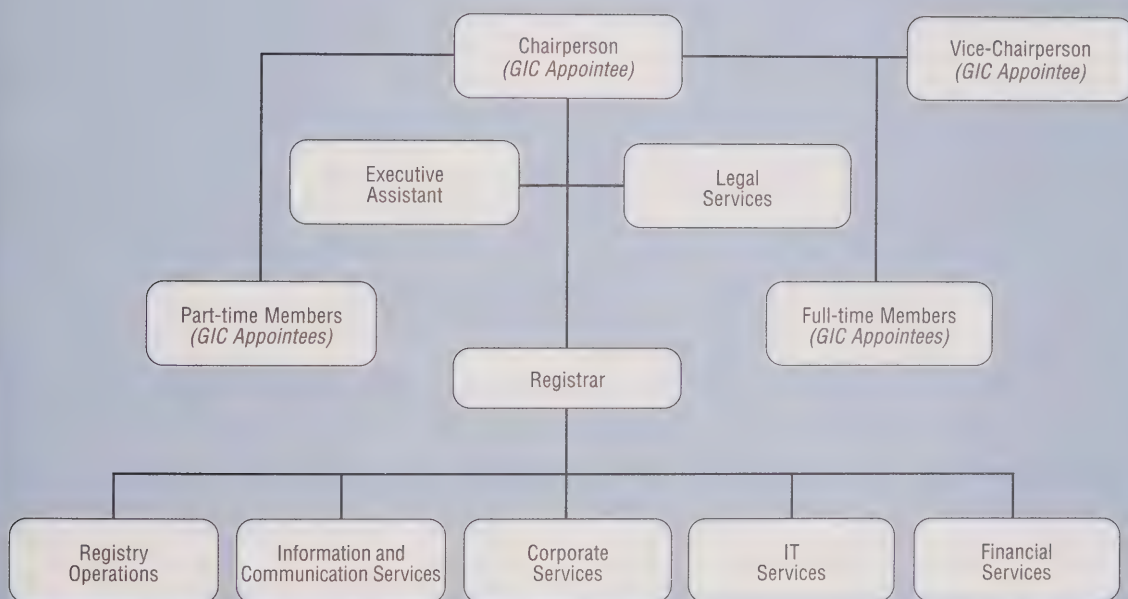 Chairperson
(GIC Appointee)
Vice-Chairperson
(GIC Appointee)
Executive
Assistant
Legal
Services
Part-time Members
(GIC Appointees)
Full-time Members
(GIC Appointees)
Registrar
Registry
Operations
Information and
Communication Services
Corporate
Services
IT
Services
Financial
Services